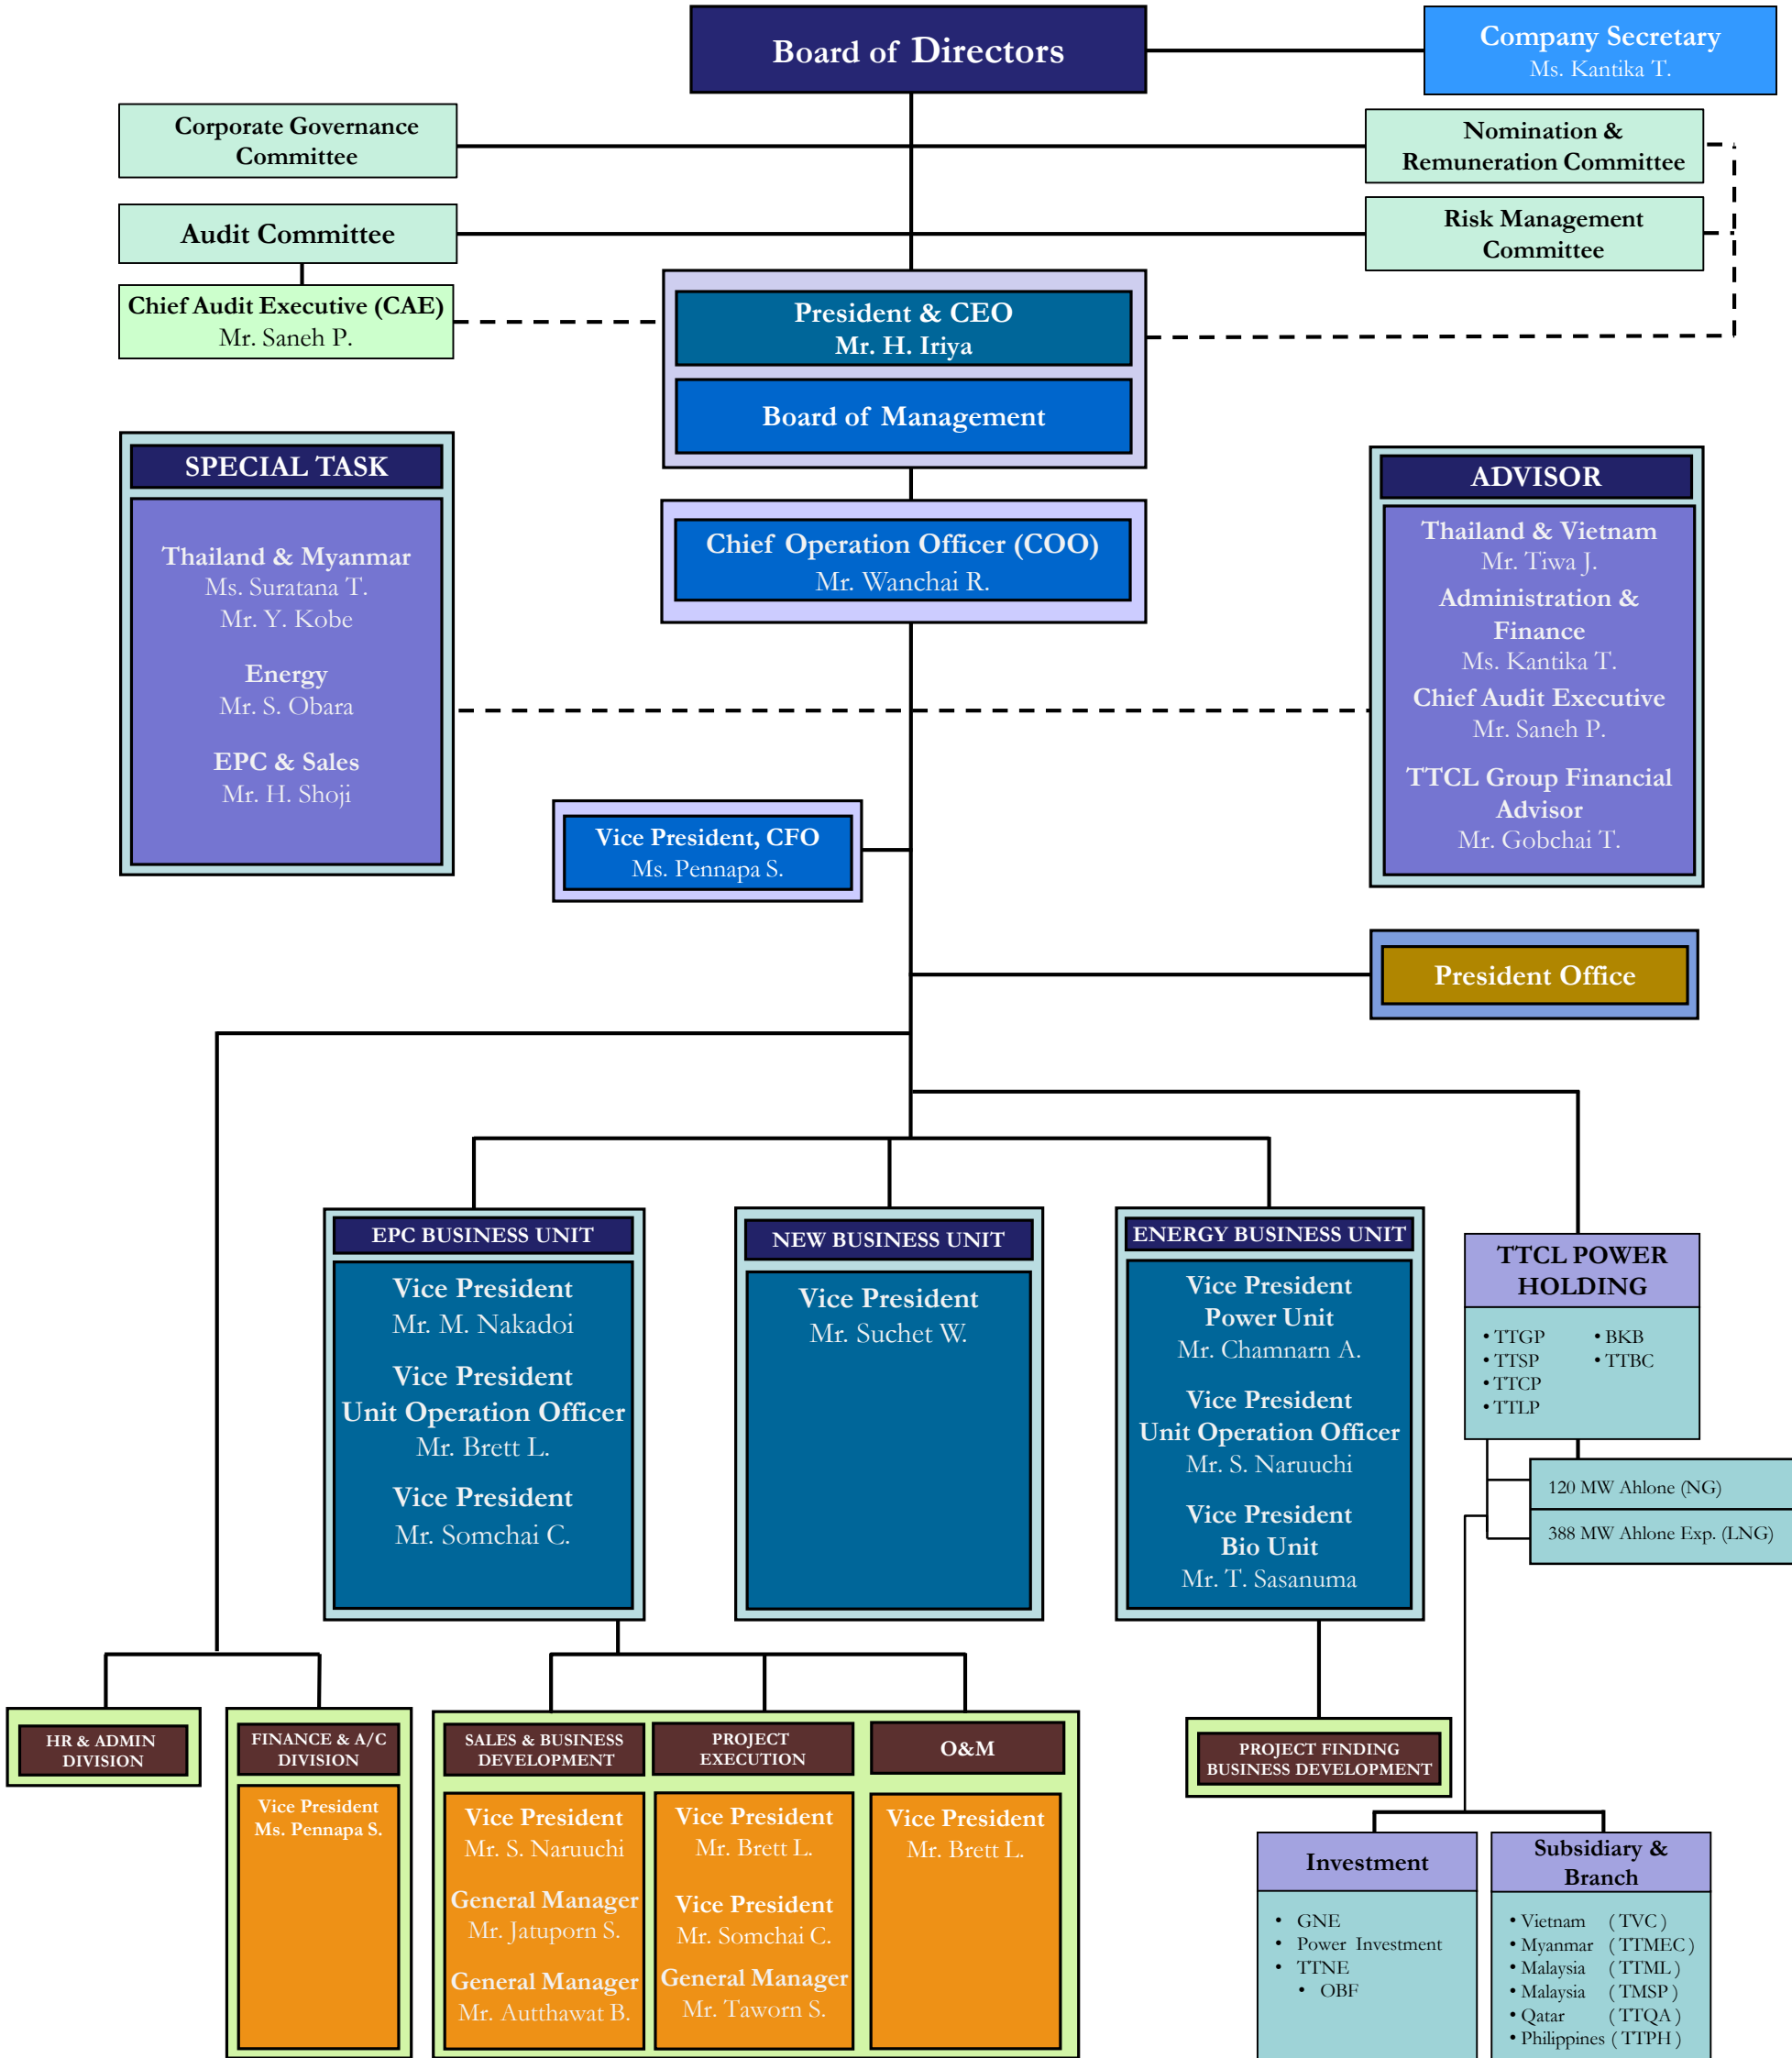 Board of Directors
Company Secretary
Ms. Kantika T.
Corporate Governance
Committee
Nomination &
Remuneration Committee
Audit Committee
Risk Management
Committee
Chief Audit Executive (CAE)
Mr. Saneh P.
President & CEO
Mr. H. Iriya
Board of Management
SPECIAL TASK
Thailand & Myanmar
Ms. Suratana T.
Mr. Y. Kobe
Energy
Mr. S. Obara
EPC & Sales
Mr. H. Shoji
Chief Operation Officer (COO)
Mr. Wanchai R.
ADVISOR
Thailand & Vietnam
Mr. Tiwa J.
Administration &
Finance
Ms. Kantika T.
Chief Audit Executive
Mr. Saneh P.
TTCL Group Financial
Advisor
Mr. Gobchai T.
Vice President, CFO
Ms. Pennapa S.
President Office
EPC BUSINESS UNIT
Vice President
Mr. M. Nakadoi
Vice President
Unit Operation Officer
Mr. Brett L.
Vice President
Mr. Somchai C.
NEW BUSINESS UNIT
Vice President
Mr. Suchet W.
ENERGY BUSINESS UNIT
Vice President
Power Unit
Mr. Chamnarn A.
Vice President
Unit Operation Officer
Mr. S. Naruuchi
Vice President
Bio Unit
Mr. T. Sasanuma
TTCL POWER
HOLDING
• TTGP
• TTSP
• TTCP
• TTLP
• BKB
• TTBC
120 MW Ahlone (NG)
388 MW Ahlone Exp. (LNG)
HR & ADMIN
DIVISION
FINANCE & A/C
DIVISION
Vice President
Ms. Pennapa S.
SALES & BUSINESS
DEVELOPMENT
Vice President
Mr. S. Naruuchi
General Manager
Mr. Jatuporn S.
General Manager
Mr. Autthawat B.
PROJECT
EXECUTION
Vice President
Mr. Brett L.
Vice President
Mr. Somchai C.
General Manager
Mr. Taworn S.
O&M
Vice President
Mr. Brett L.
PROJECT FINDING
BUSINESS DEVELOPMENT
Investment
• GNE
• Power Investment
• TTNE
• OBF
Subsidiary &
Branch
• Vietnam ( TVC )
• Myanmar ( TTMEC )
• Malaysia ( TTML )
• Malaysia ( TMSP )
• Qatar ( TTQA )
• Philippines ( TTPH )